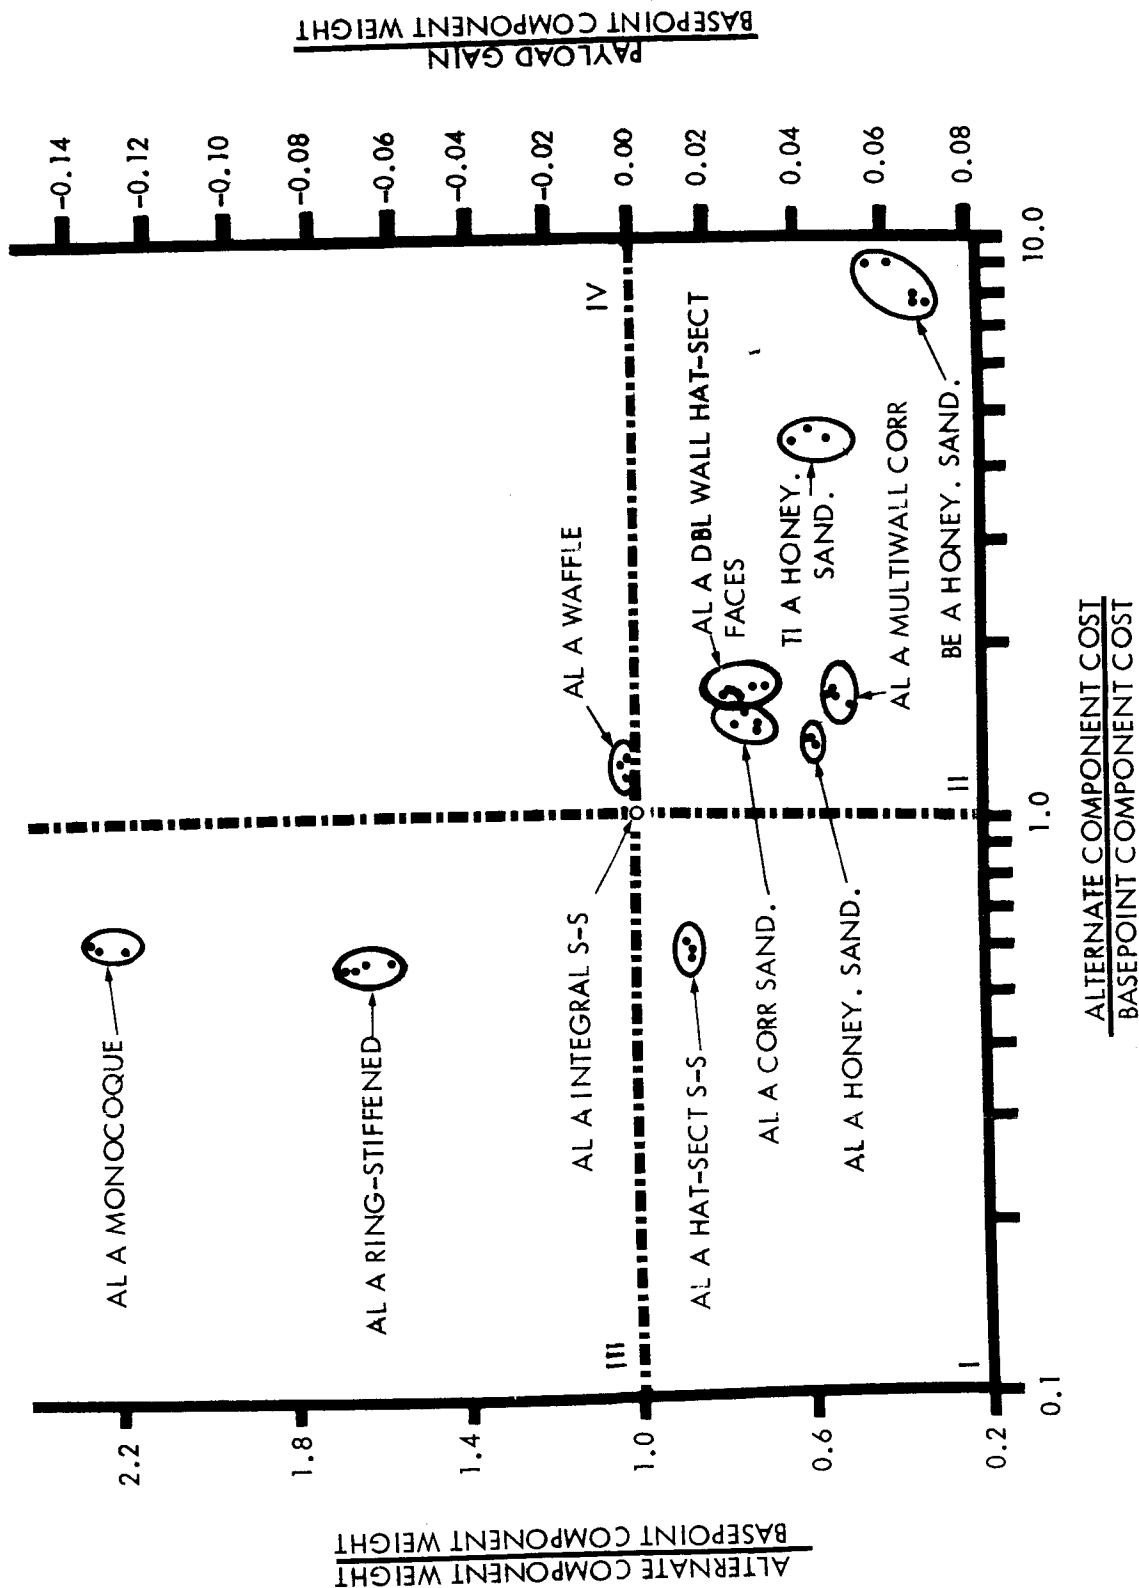 ALTERNATE COMPONENT WEIGHT
BASEPOINT COMPONENT WEIGHT
2.2
1.8
1.4
1.0
0.6
0.2
PAYLOAD GAIN
BASEPOINT COMPONENT WEIGHT
-0.14
-0.12
-0.10
-0.08
-0.06
-0.04
-0.02
0.00
0.02
0.04
0.06
0.08
III
IV
I
II
AL A MONOCOQUE
AL A RING-STIFFENED
AL A INTEGRAL S-S
AL A WAFFLE
AL A HAT-SECT S-S
AL A CORR SAND.
AL A HONEY. SAND.
AL A DBL WALL HAT-SECT
FACES
TI A HONEY.
SAND.
AL A MULTIWALL CORR
BE A HONEY. SAND.
0.1
1.0
10.0
ALTERNATE COMPONENT COST
BASEPOINT COMPONENT COST